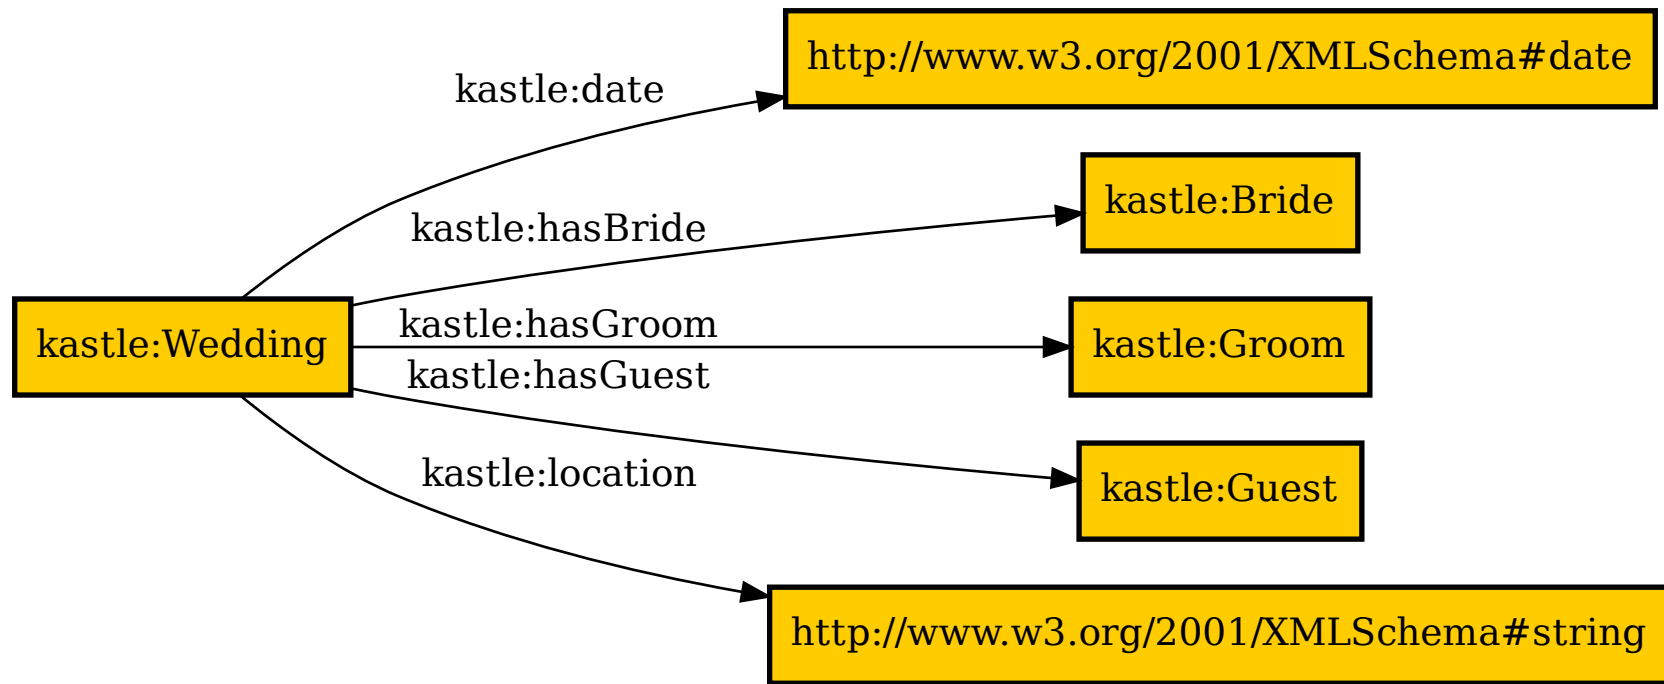 http://www.w3.org/2001/XMLSchema#date
kastle:date
kastle:Bride
kastle:hasBride
kastle:Wedding
kastle:hasGroom
kastle:Groom
kastle:hasGuest
kastle:Guest
kastle:location
http://www.w3.org/2001/XMLSchema#string